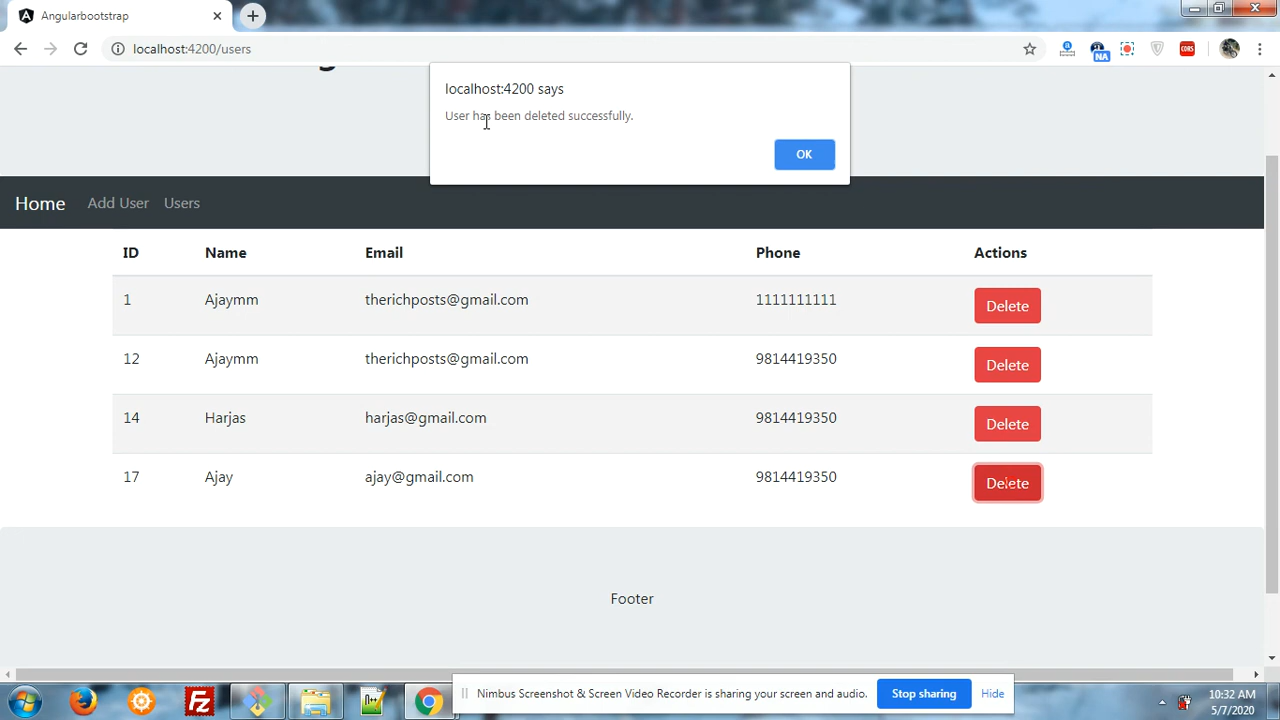 Angularbootstrap
localhost:4200/users
NA
CORS
localhost:4200 says
User has been deleted successfully.
OK
Home Add User Users
ID Name Email Phone Actions
1 Ajaymm therichposts@gmail.com 1111111111 Delete
12 Ajaymm therichposts@gmail.com 9814419350 Delete
14 Harjas harjas@gmail.com 9814419350 Delete
17 Ajay ajay@gmail.com 9814419350 Delete
Footer
Nimbus Screenshot & Screen Video Recorder is sharing your screen and audio. Stop sharing Hide
10:32 AM
5/7/2020